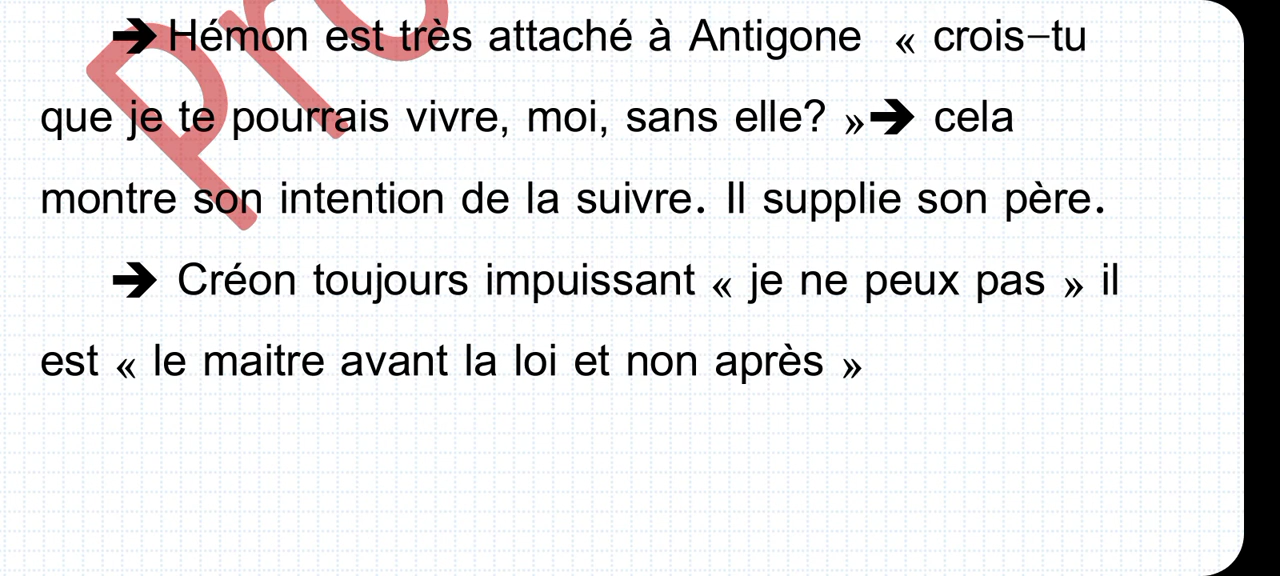 ➔ Hémon est très attaché à Antigone « crois-tu
que je te pourrais vivre, moi, sans elle? »➔ cela
montre son intention de la suivre. Il supplie son père.
➔ Créon toujours impuissant « je ne peux pas » il
est « le maitre avant la loi et non après »
Pro